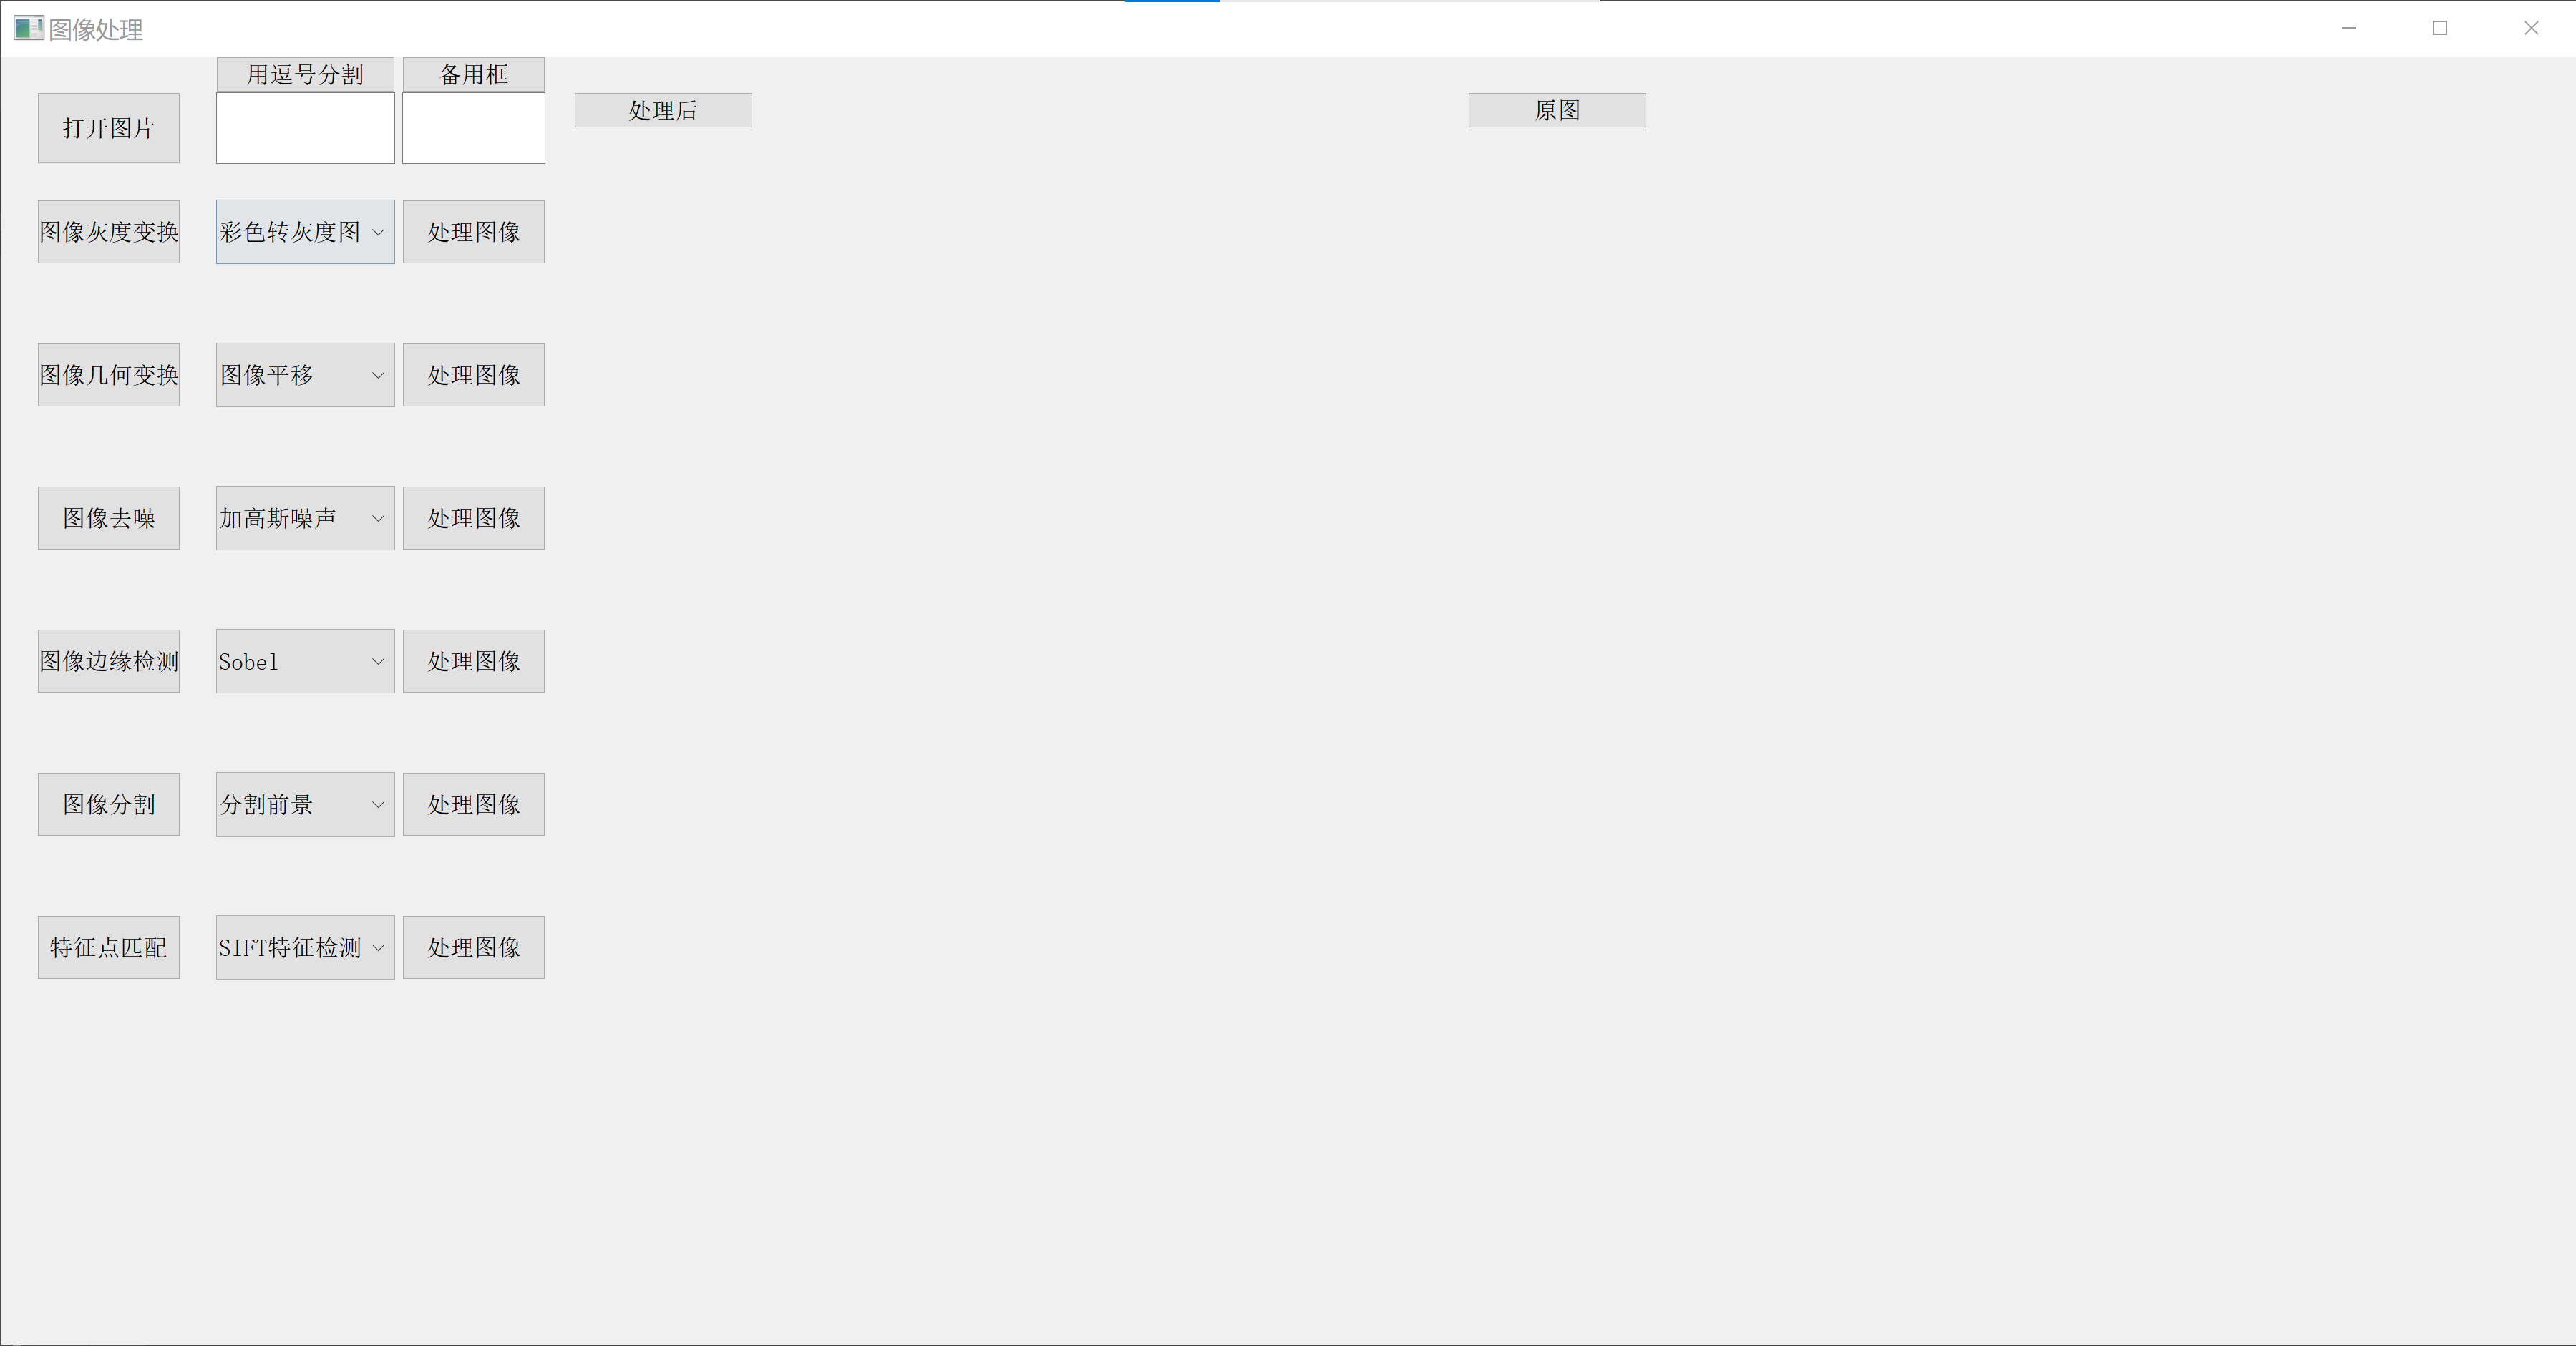 图像处理
用逗号分割 备用框
打开图片 处理后 原图
图像灰度变换 彩色转灰度图 处理图像
图像几何变换 图像平移 处理图像
图像去噪 加高斯噪声 处理图像
图像边缘检测 Sobel 处理图像
图像分割 分割前景 处理图像
特征点匹配 SIFT特征检测 处理图像